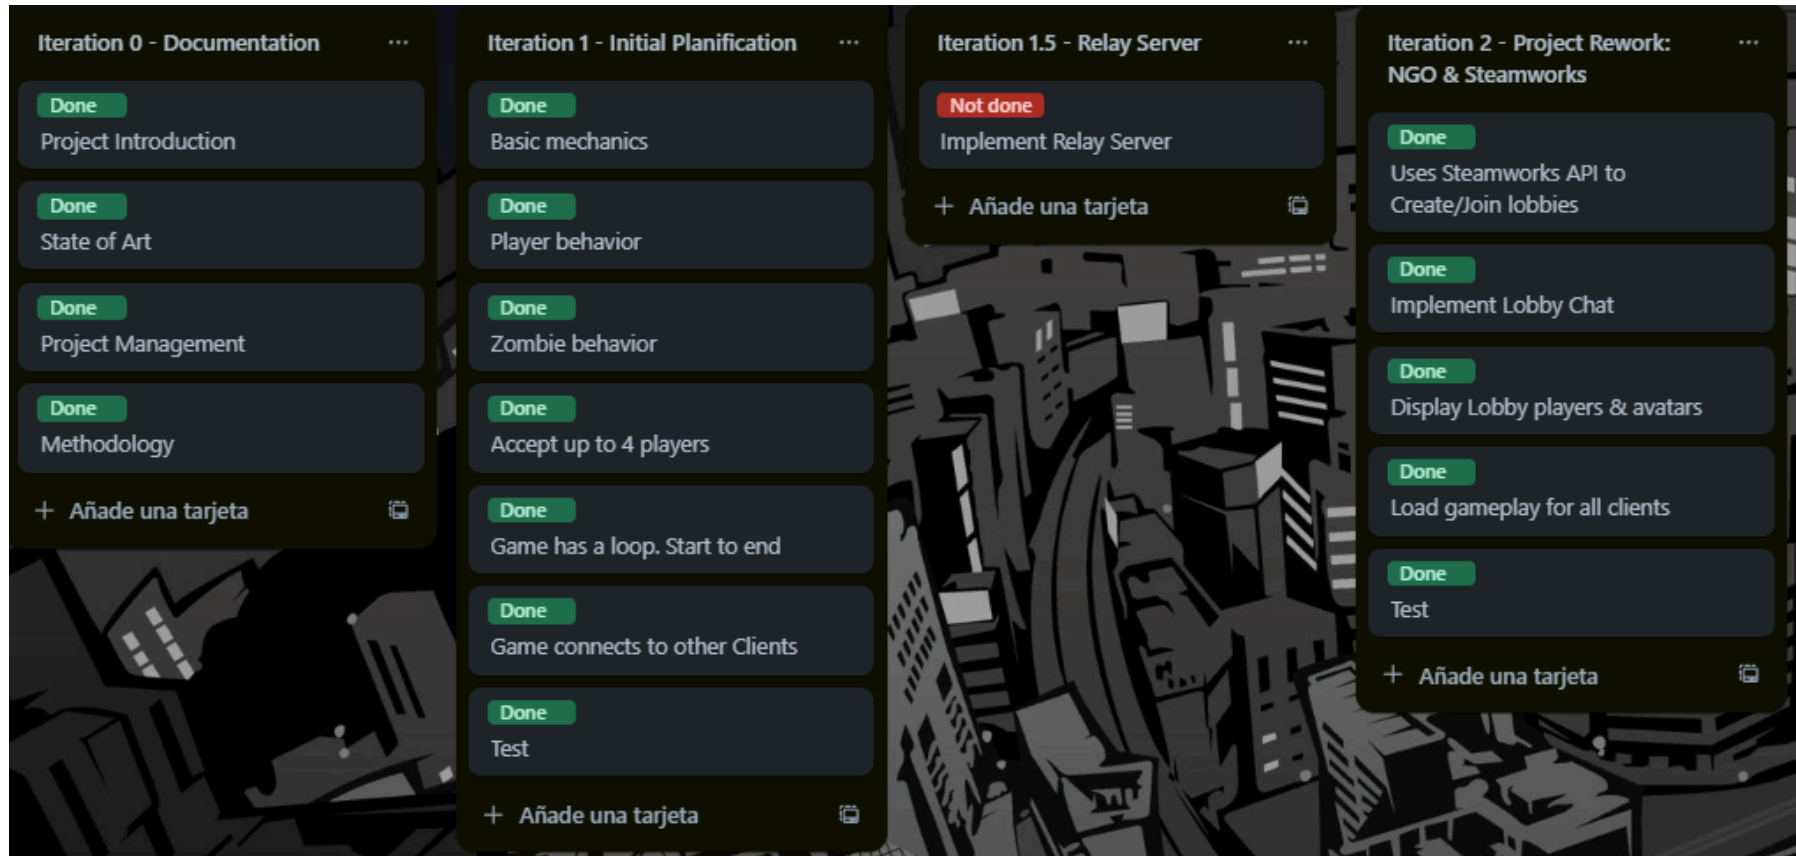 Iteration 0 - Documentation
Done
Project Introduction
Done
State of Art
Done
Project Management
Done
Methodology
+ Añade una tarjeta
Iteration 1 - Initial Planification
Done
Basic mechanics
Done
Player behavior
Done
Zombie behavior
Done
Accept up to 4 players
Done
Game has a loop. Start to end
Done
Game connects to other Clients
Done
Test
+ Añade una tarjeta
Iteration 1.5 - Relay Server
Not done
Implement Relay Server
+ Añade una tarjeta
Iteration 2 - Project Rework:
NGO & Steamworks
Done
Uses Steamworks API to
Create/Join lobbies
Done
Implement Lobby Chat
Done
Display Lobby players & avatars
Done
Load gameplay for all clients
Done
Test
+ Añade una tarjeta